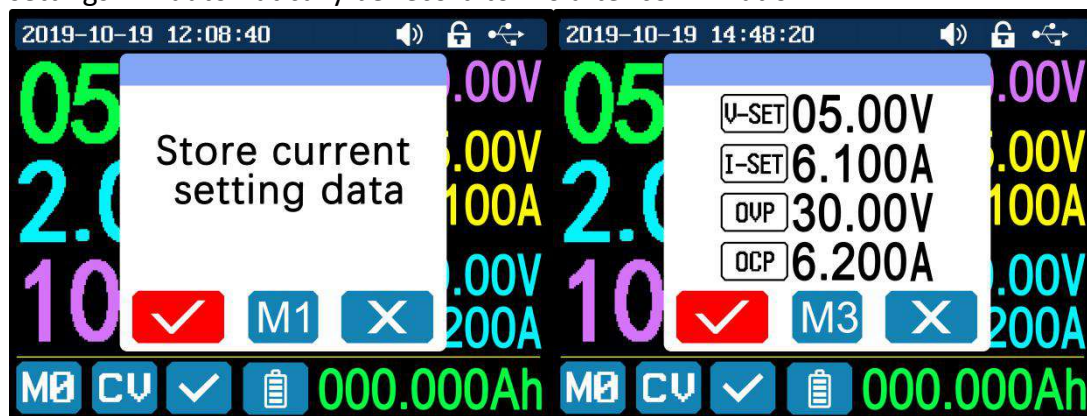 2019-10-19 12:08:40
05 .00V
Store current
setting data
2.0 .00V
100A
10 .00V
200A
M1
M0 CV 000.000Ah
2019-10-19 14:48:20
05 .00V
V-SET 05.00V
I-SET 6.100A
OVP 30.00V
OCP 6.200A
2.0 .00V
100A
10 .00V
200A
M3
M0 CV 000.000Ah